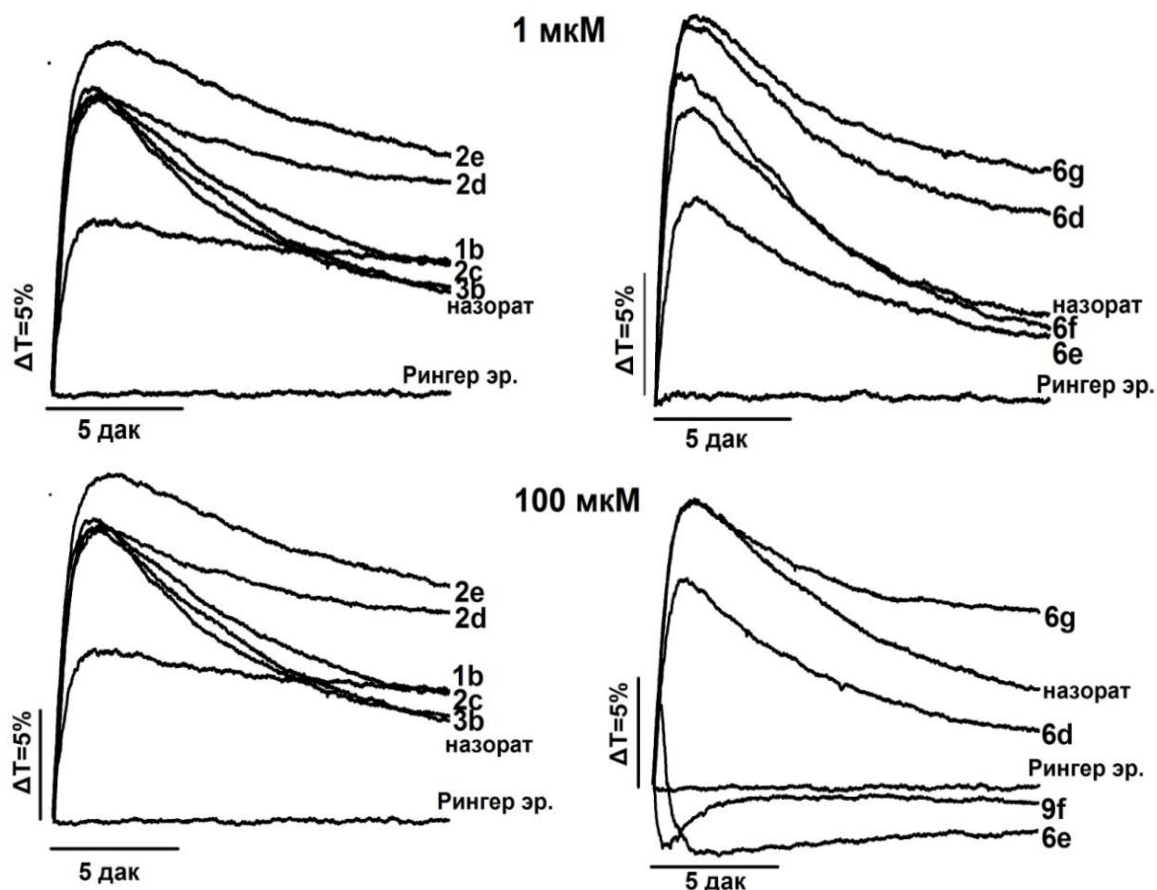 1 мкМ
2e
2d
1b
2c
3b
назорат
Рингер эр.
ΔT=5%
5 дак
6g
6d
назорат
6f
6e
Рингер эр.
ΔT=5%
5 дак
100 мкМ
2e
2d
1b
2c
3b
назорат
Рингер эр.
ΔT=5%
5 дак
6g
назорат
6d
Рингер эр.
9f
6e
ΔT=5%
5 дак